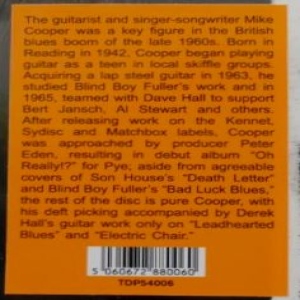 The guitarist and singer-songwriter Mike
Cooper was a key figure in the British
blues boom of the late 1960s. Born in
Reading in 1942, Cooper began playing
guitar as a teen in local skiffle groups.
Acquiring a lap steel guitar in 1963, he
studied Blind Boy Fuller's work and in
1965, teamed with Dave Hall to support
Bert Jansch, Al Stewart and others.
After releasing work on the Kennet,
Sydisc and Matchbox labels, Cooper
was approached by producer Peter
Eden, resulting in debut album "Oh
Really!?" for Pye; aside from agreeable
covers of Son House's "Death Letter"
and Blind Boy Fuller's "Bad Luck Blues,"
the rest of the disc is pure Cooper, with
his deft picking accompanied by Derek
Hall's guitar work only on "Leadhearted
Blues" and "Electric Chair."
5060672880060
TDP54006